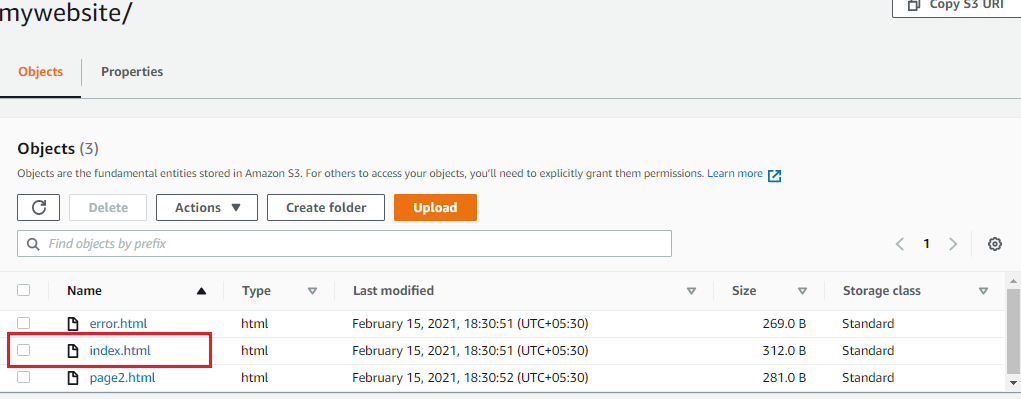 mywebsite/
Copy S3 URI
Objects Properties
Objects (3)
Objects are the fundamental entities stored in Amazon S3. For others to access your objects, you'll need to explicitly grant them permissions. Learn more
Delete Actions Create folder Upload
Find objects by prefix 1
Name Type Last modified Size Storage class
error.html html February 15, 2021, 18:30:51 (UTC+05:30) 269.0 B Standard
index.html html February 15, 2021, 18:30:51 (UTC+05:30) 312.0 B Standard
page2.html html February 15, 2021, 18:30:52 (UTC+05:30) 281.0 B Standard